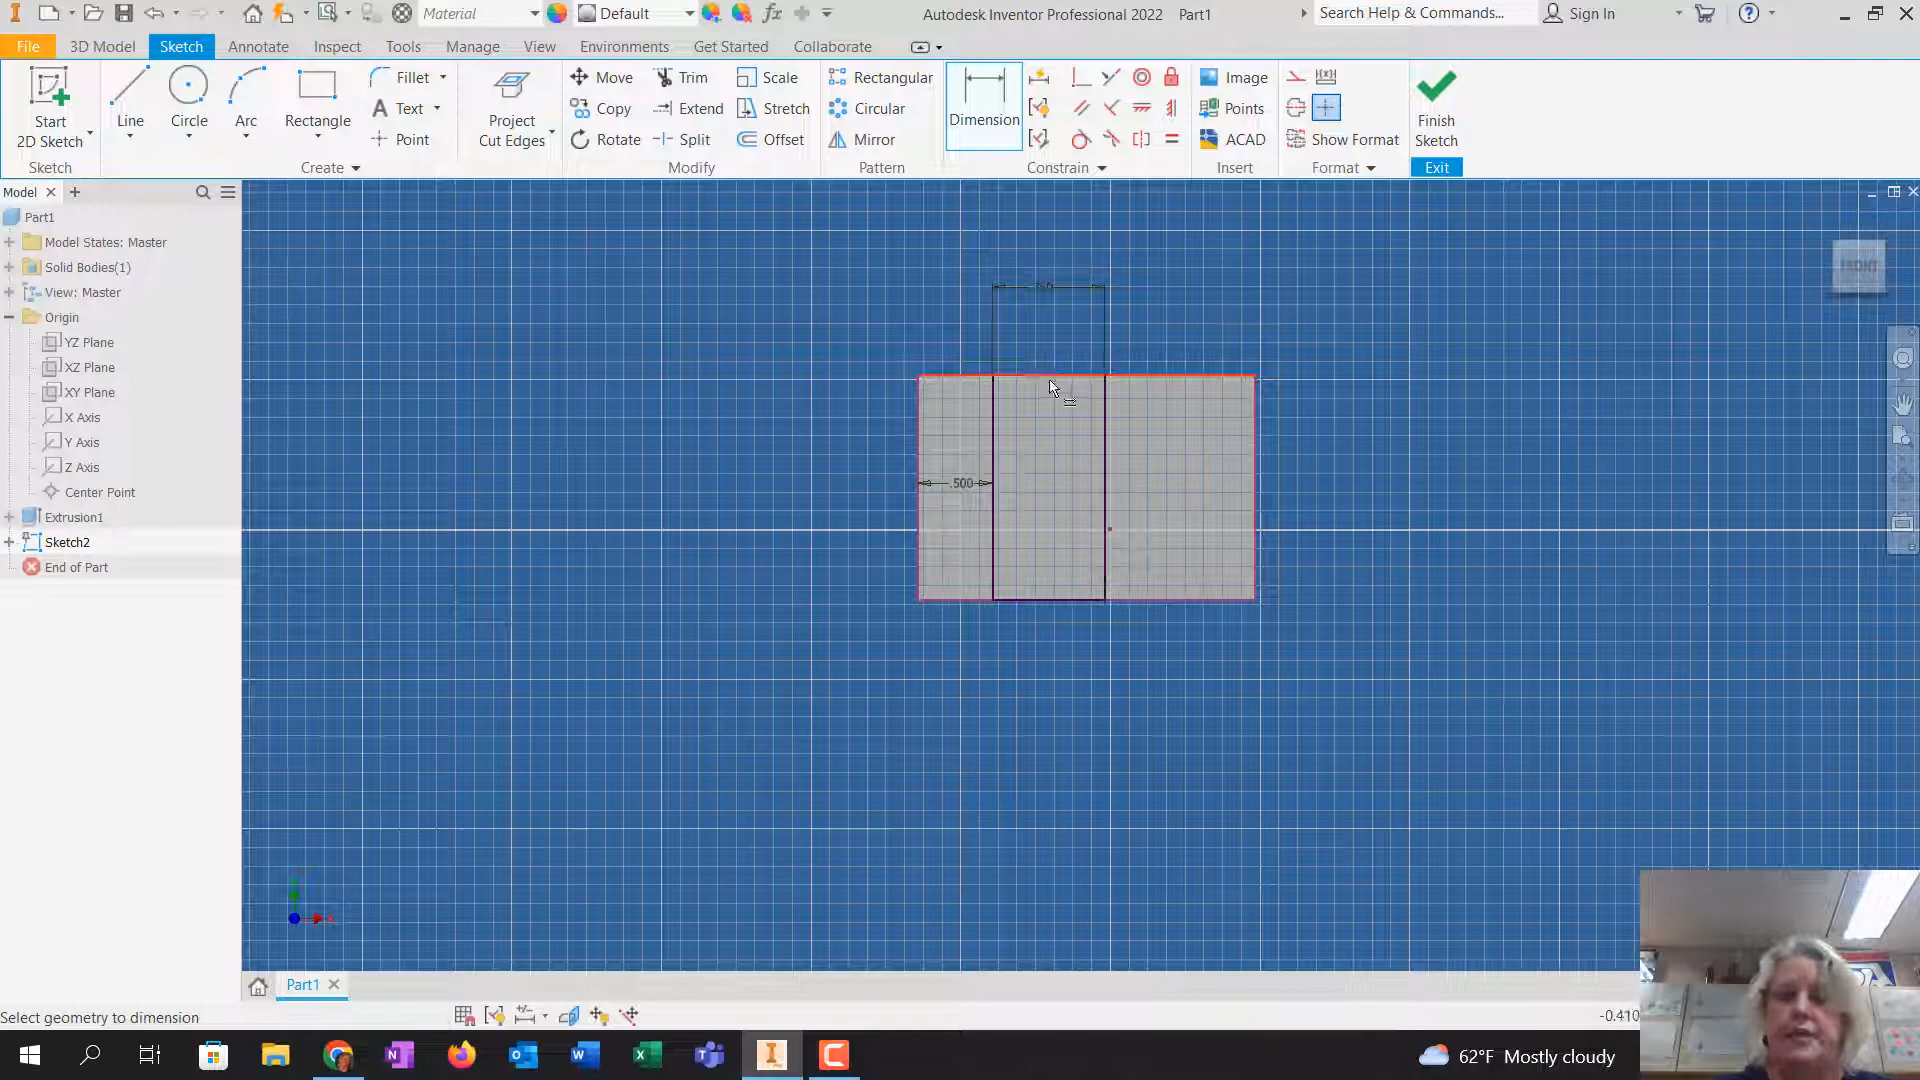 Material
Default
Autodesk Inventor Professional 2022 Part1
Search Help & Commands...
Sign In
File
3D Model
Sketch
Annotate
Inspect
Tools
Manage
View
Environments
Get Started
Collaborate
Start
2D Sketch
Line
Circle
Arc
Rectangle
Fillet
Text
Point
Project
Cut Edges
Move
Copy
Rotate
Trim
Extend
Split
Scale
Stretch
Offset
Rectangular
Circular
Mirror
Dimension
Image
Points
ACAD
Show Format
Finish
Sketch
Sketch
Create
Modify
Pattern
Constrain
Insert
Format
Exit
Model
Part1
Model States: Master
Solid Bodies(1)
View: Master
Origin
YZ Plane
XZ Plane
XY Plane
X Axis
Y Axis
Z Axis
Center Point
Extrusion1
Sketch2
End of Part
FRONT
.500
Part1
Select geometry to dimension
-0.410
62°F Mostly cloudy